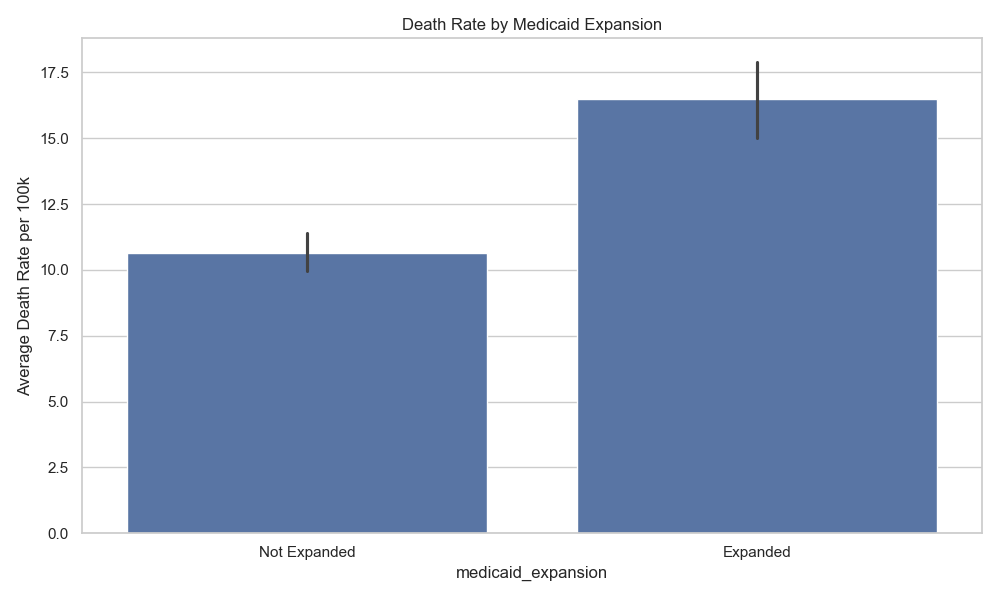 Death Rate by Medicaid Expansion
Average Death Rate per 100k
17.5
15.0
12.5
10.0
7.5
5.0
2.5
0.0
Not Expanded
Expanded
medicaid_expansion